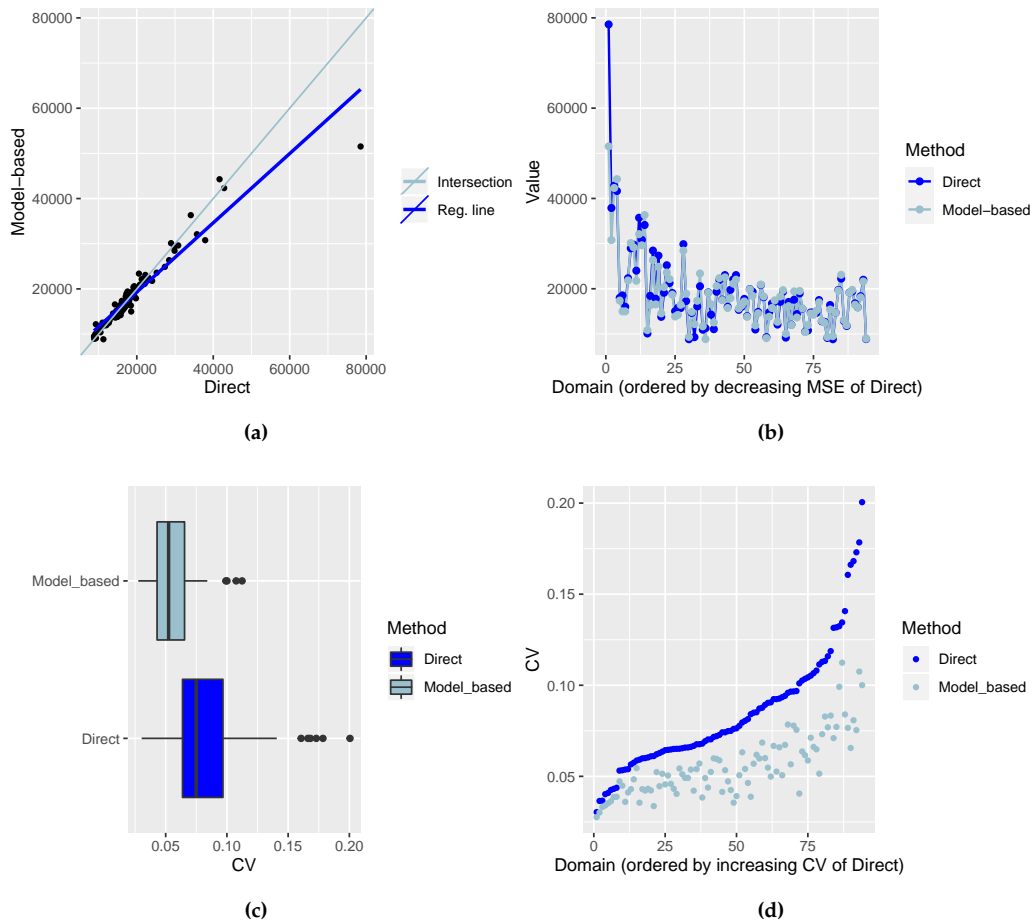 80000
60000
40000
20000
Model−based
20000
40000
60000
80000
Direct
Intersection
Reg. line
(a)
80000
60000
40000
20000
Value
0
25
50
75
Domain (ordered by decreasing MSE of Direct)
Method
Direct
Model−based
(b)
Model_based
Direct
0.05
0.10
0.15
0.20
CV
Method
Direct
Model_based
(c)
0.20
0.15
0.10
0.05
CV
0
25
50
75
Domain (ordered by increasing CV of Direct)
Method
Direct
Model_based
(d)